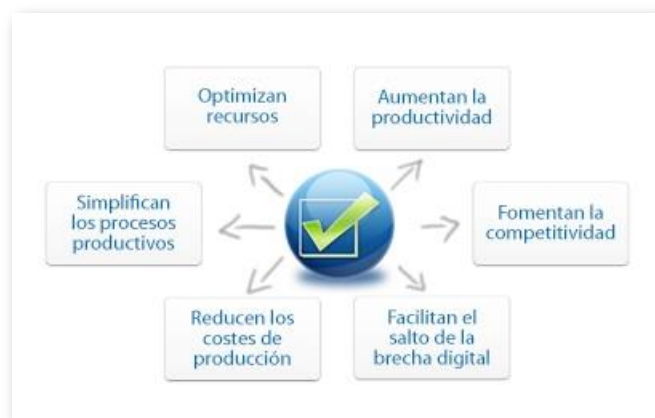 Optimizan
recursos
Aumentan la
productividad
Simplifican
los procesos
productivos
Fomentan la
competitividad
Reducen los
costes de
producción
Facilitan el
salto de la
brecha digital